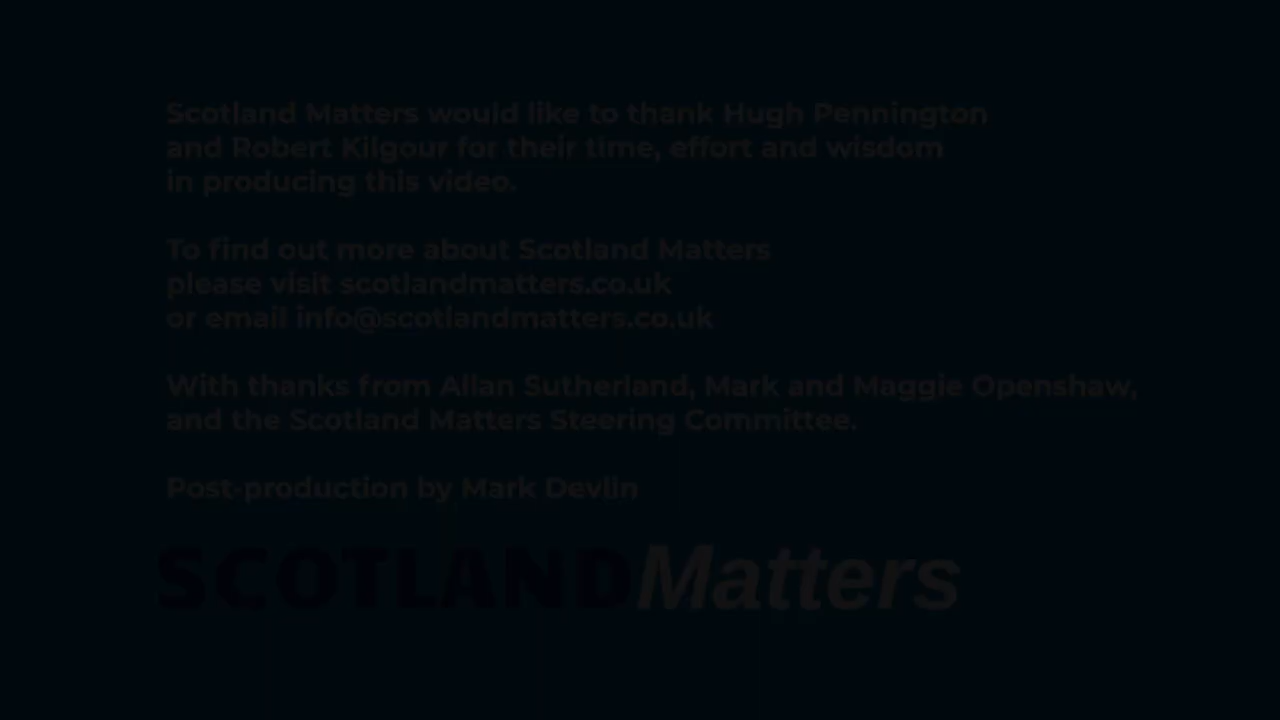 Scotland Matters would like to thank Hugh Pennington
and Robert Kilgour for their time, effort and wisdom
in producing this video.
To find out more about Scotland Matters
please visit scotlandmatters.co.uk
or email info@scotlandmatters.co.uk
With thanks from Allan Sutherland, Mark and Maggie Openshaw,
and the Scotland Matters Steering Committee.
Post-production by Mark Devlin
SCOTLANDMatters